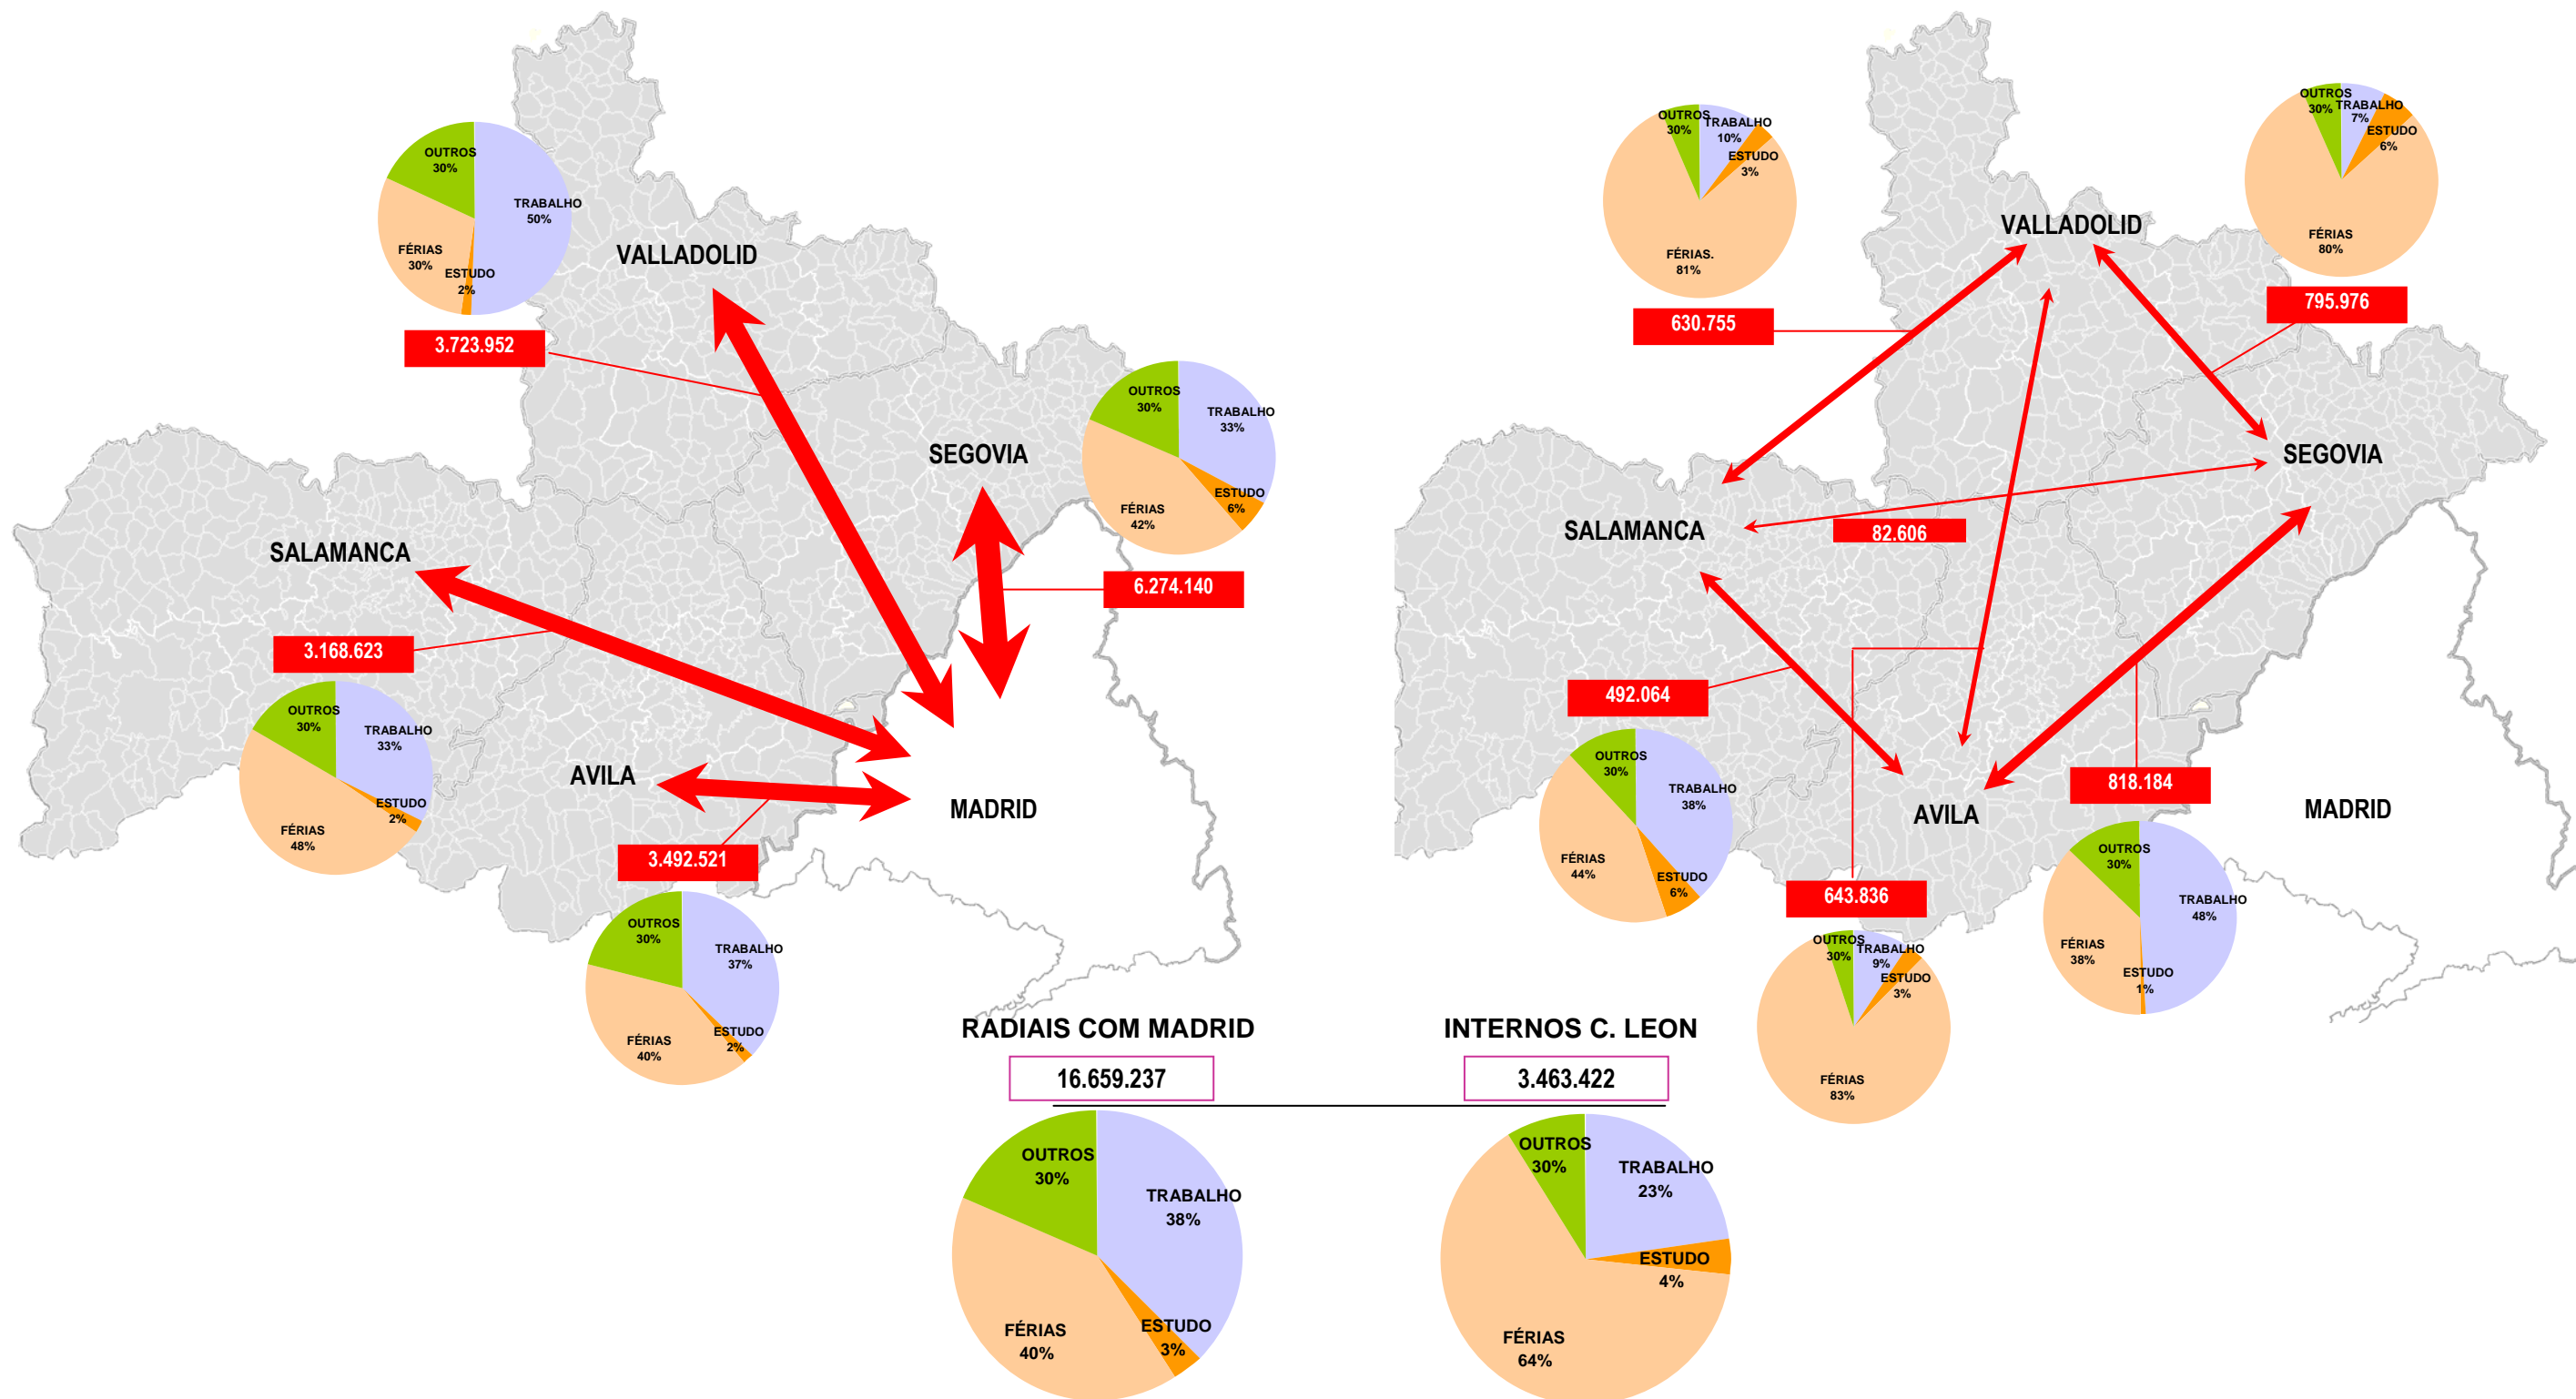 OUTROS
30%
TRABALHO
50%
FÉRIAS
30%
ESTUDO
2%
3.723.952
VALLADOLID
OUTROS
30%
TRABALHO
33%
ESTUDO
6%
FÉRIAS
42%
SEGOVIA
6.274.140
SALAMANCA
3.168.623
OUTROS
30%
TRABALHO
33%
ESTUDO
2%
FÉRIAS
48%
AVILA
MADRID
3.492.521
OUTROS
30%
TRABALHO
37%
ESTUDO
2%
FÉRIAS
40%
OUTROS
30%
TRABALHO
10%
ESTUDO
3%
FÉRIAS.
81%
630.755
VALLADOLID
OUTROS
30%
TRABALHO
7%
ESTUDO
6%
FÉRIAS
80%
795.976
SEGOVIA
SALAMANCA
82.606
492.064
OUTROS
30%
TRABALHO
38%
FÉRIAS
44%
ESTUDO
6%
643.836
AVILA
818.184
MADRID
OUTROS
30%
TRABALHO
48%
FÉRIAS
38%
ESTUDO
1%
OUTROS
30%
TRABALHO
9%
ESTUDO
3%
FÉRIAS
83%
RADIAIS COM MADRID
16.659.237
OUTROS
30%
TRABALHO
38%
FÉRIAS
40%
ESTUDO
3%
INTERNOS C. LEON
3.463.422
OUTROS
30%
TRABALHO
23%
ESTUDO
4%
FÉRIAS
64%